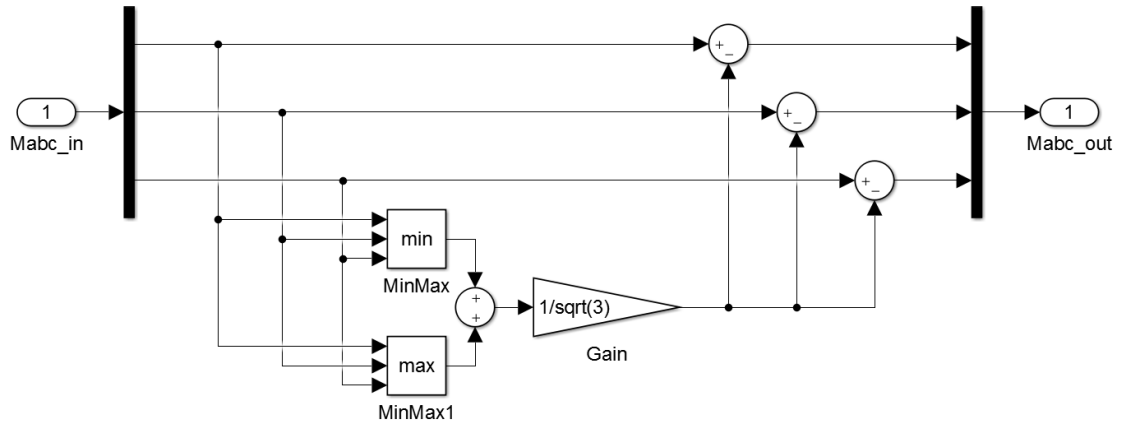 +
−
1
+
−
1
Mabc_in
Mabc_out
+
−
min
MinMax
+
+
1/sqrt(3)
Gain
max
MinMax1